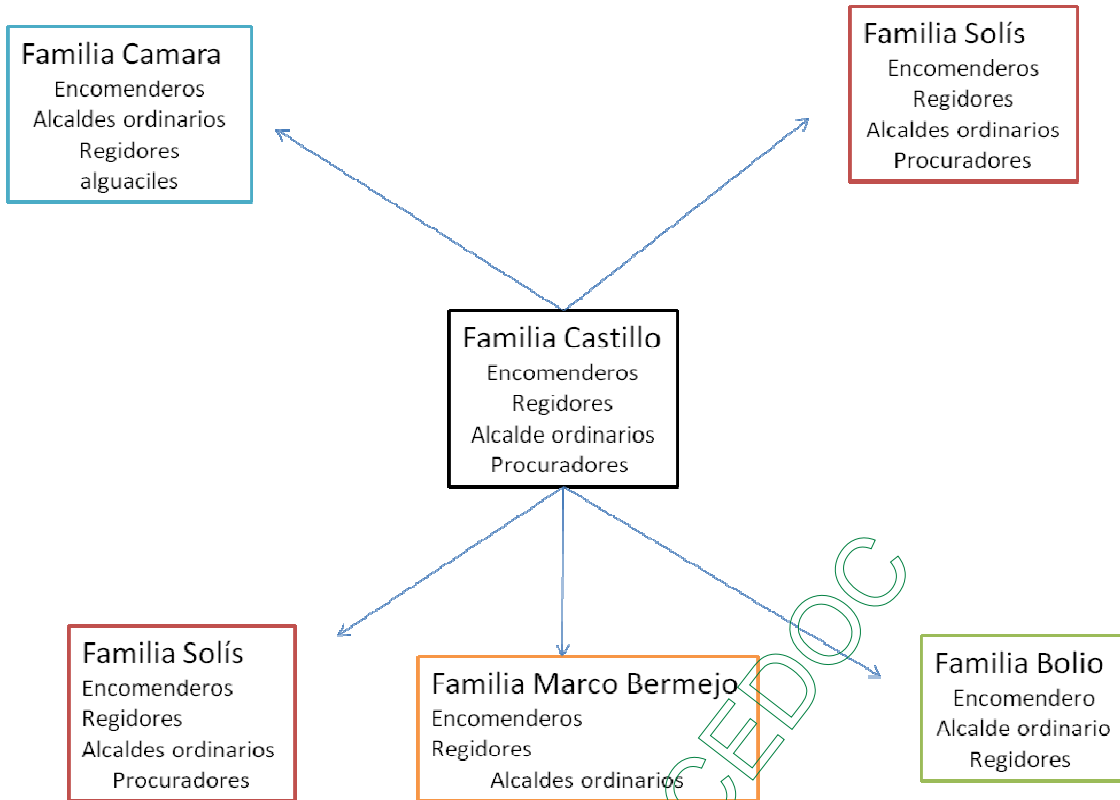 Familia Camara
Encomenderos
Alcaldes ordinarios
Regidores
alguaciles
Familia Solís
Encomenderos
Regidores
Alcaldes ordinarios
Procuradores
Familia Castillo
Encomenderos
Regidores
Alcalde ordinarios
Procuradores
Familia Solís
Encomenderos
Regidores
Alcaldes ordinarios
Procuradores
Familia Marco Bermejo
Encomenderos
Regidores
Alcaldes ordinarios
Familia Bolio
Encomendero
Alcalde ordinario
Regidores
CEDOC